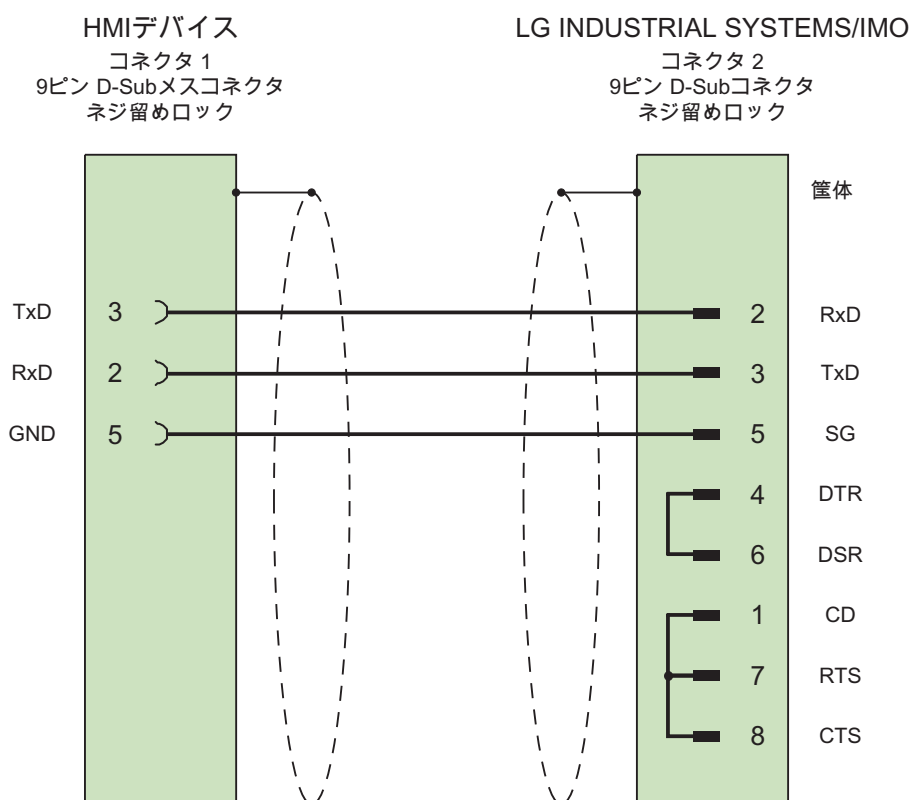 HMIデバイス
コネクタ 1
9ピン D-Subメスコネクタ
ネジ留めロック
LG INDUSTRIAL SYSTEMS/IMO
コネクタ 2
9ピン D-Subコネクタ
ネジ留めロック
筐体
TxD 3 2 RxD
RxD 2 3 TxD
GND 5 5 SG
4 DTR
6 DSR
1 CD
7 RTS
8 CTS